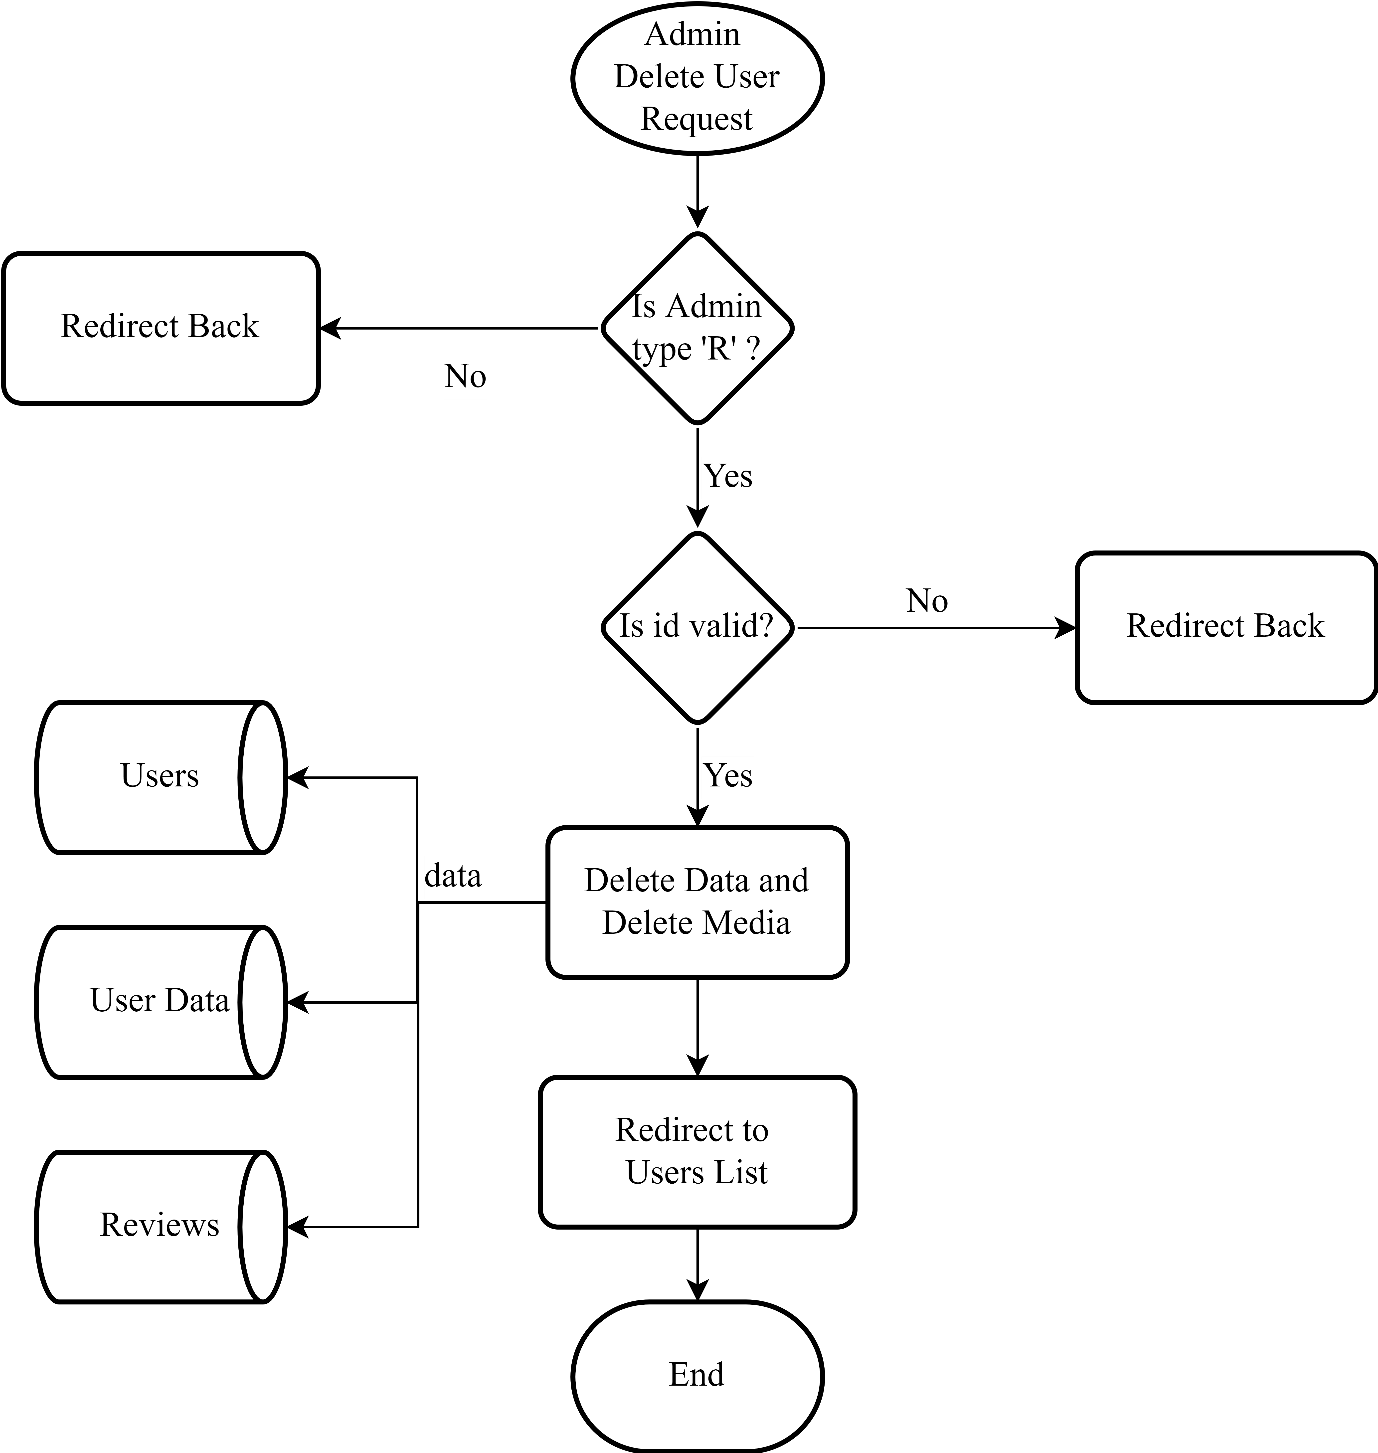 Admin
Delete User
Request
Is Admin
type 'R' ?
Redirect Back
No
Yes
Is id valid?
No
Redirect Back
Yes
Users
data
Delete Data and
Delete Media
User Data
Redirect to
Users List
Reviews
End